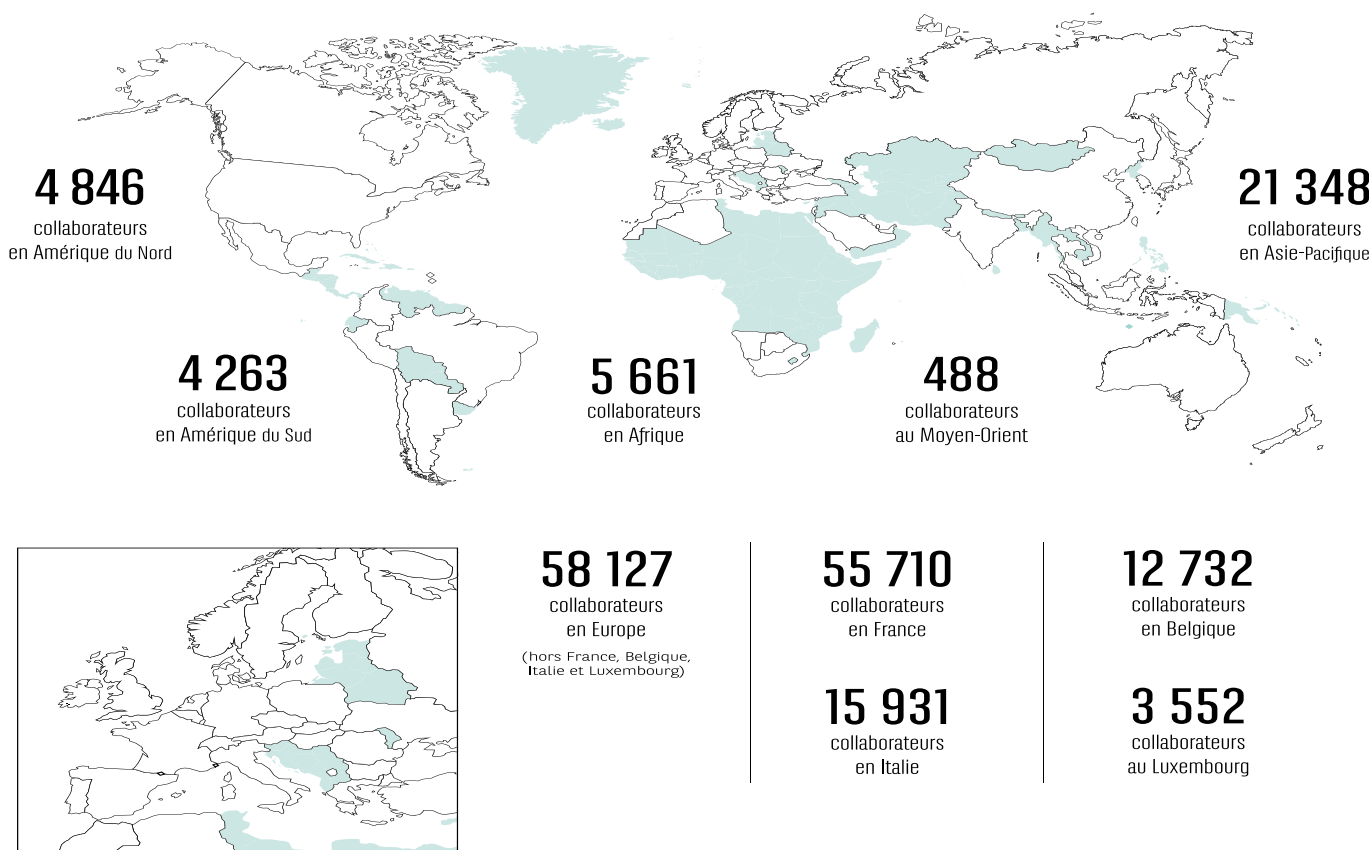 4 846
collaborateurs
en Amérique du Nord
21 348
collaborateurs
en Asie-Pacifique
4 263
collaborateurs
en Amérique du Sud
5 661
collaborateurs
en Afrique
488
collaborateurs
au Moyen-Orient
58 127
collaborateurs
en Europe
(hors France, Belgique,
Italie et Luxembourg)
55 710
collaborateurs
en France
15 931
collaborateurs
en Italie
12 732
collaborateurs
en Belgique
3 552
collaborateurs
au Luxembourg